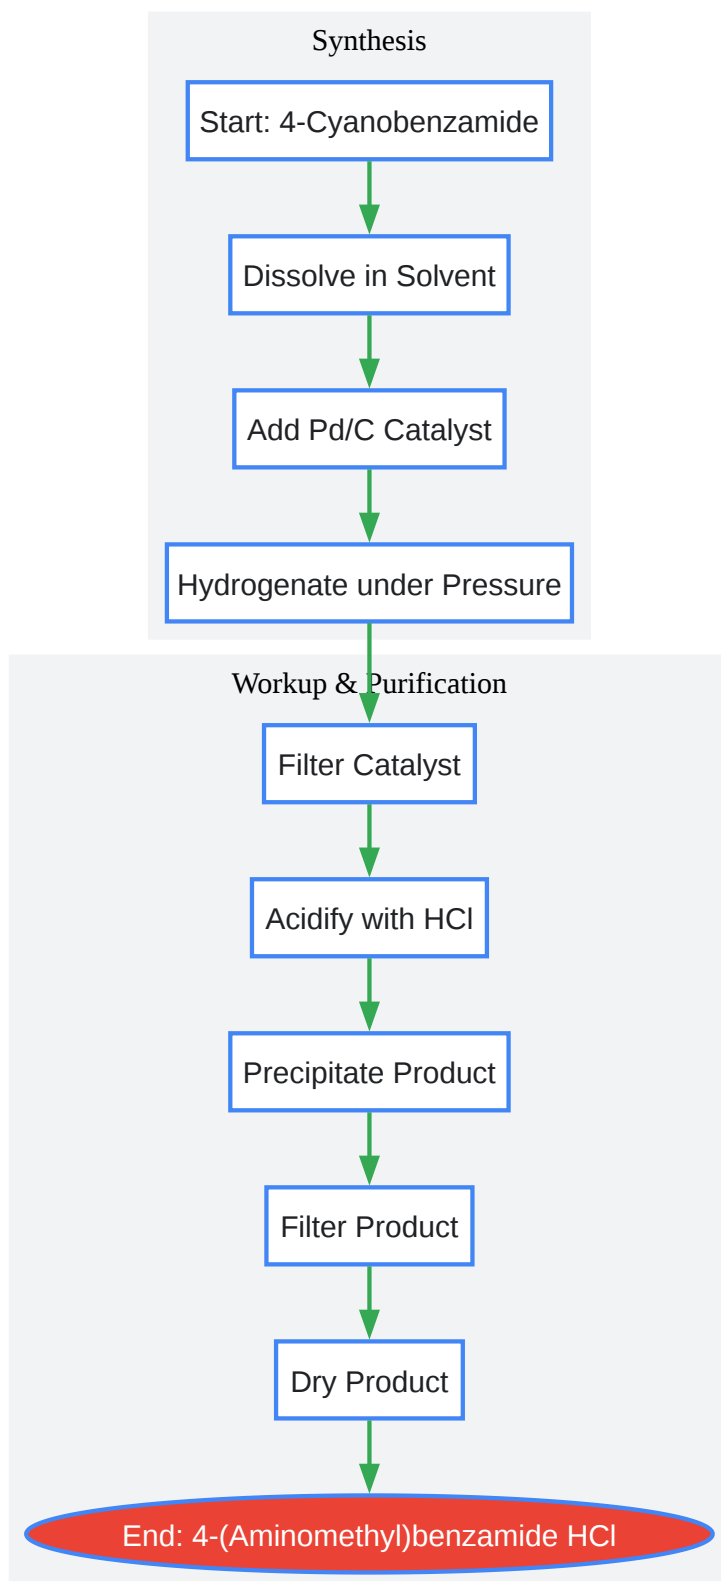 Synthesis
Start: 4-Cyanobenzamide
Dissolve in Solvent
Add Pd/C Catalyst
Hydrogenate under Pressure
Workup & Purification
Filter Catalyst
Acidify with HCl
Precipitate Product
Filter Product
Dry Product
End: 4-(Aminomethyl)benzamide HCl